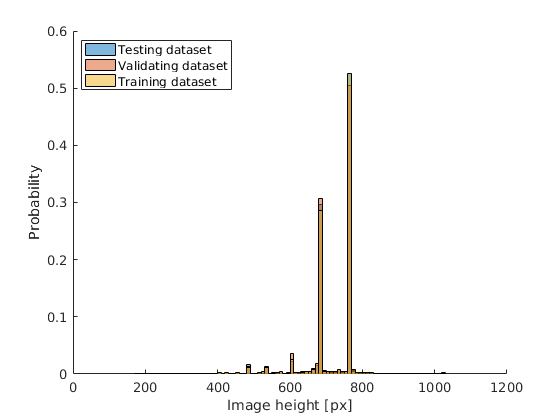 0.6
Testing dataset
Validating dataset
Training dataset
0.5
0.4
0.3
0.2
0.1
0
Probability
0 200 400 600 800 1000 1200
Image height [px]